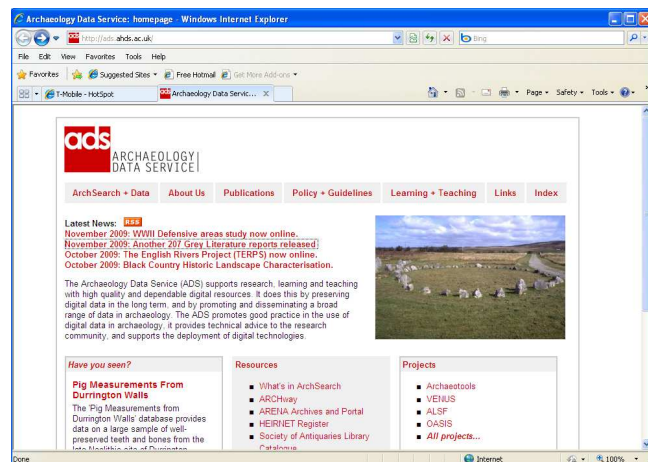 Archaeology Data Service: homepage - Windows Internet Explorer
http://ads.ahds.ac.uk/
Bing
File Edit View Favorites Tools Help
Favorites Suggested Sites Free Hotmail Get More Add-ons
T-Mobile - HotSpot Archaeology Data Servic... X Page Safety Tools
ads
ARCHAEOLOGY
DATA SERVICE
ArchSearch + Data About Us Publications Policy + Guidelines Learning + Teaching Links Index
Latest News: RSS
November 2009: WWII Defensive areas study now online.
November 2009: Another 207 Grey Literature reports released
October 2009: The English Rivers Project (TERPS) now online.
October 2009: Black Country Historic Landscape Characterisation.
The Archaeology Data Service (ADS) supports research, learning and teaching
with high quality and dependable digital resources. It does this by preserving
digital data in the long term, and by promoting and disseminating a broad
range of data in archaeology. The ADS promotes good practice in the use of
digital data in archaeology, it provides technical advice to the research
community, and supports the deployment of digital technologies.
Have you seen?
Pig Measurements From
Durrington Walls
The 'Pig Measurements from
Durrington Walls' database provides
data on a large sample of well-
preserved teeth and bones from the
late Neolithic site of Durrington
Resources
What's in ArchSearch
ARCHway
ARENA Archives and Portal
HEIRNET Register
Society of Antiquaries Library
Catalogue
Projects
Archaeotools
VENUS
ALSF
OASIS
All projects...
Done Internet 100%